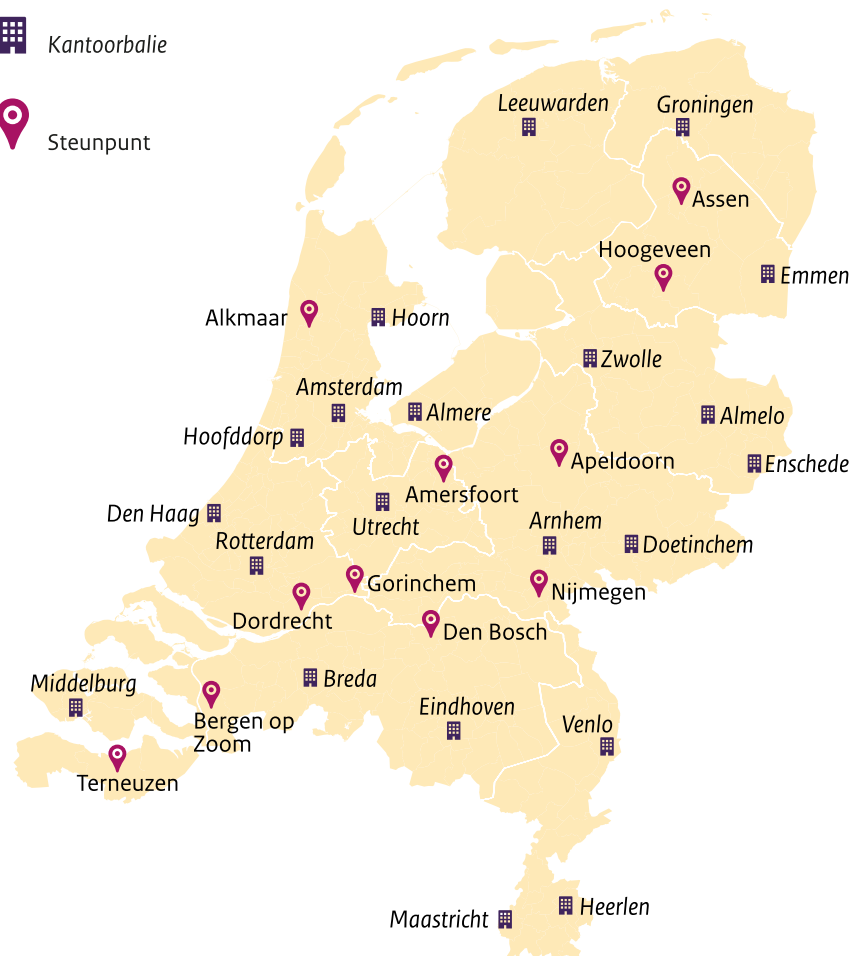 Kantoorbalie
Steunpunt
Leeuwarden
Groningen
Assen
Hoogeveen
Emmen
Alkmaar
Hoorn
Zwolle
Amsterdam
Almere
Almelo
Hoofddorp
Apeldoorn
Enschede
Amersfoort
Den Haag
Utrecht
Arnhem
Rotterdam
Doetinchem
Gorinchem
Nijmegen
Dordrecht
Den Bosch
Middelburg
Breda
Bergen op
Zoom
Eindhoven
Venlo
Terneuzen
Maastricht
Heerlen